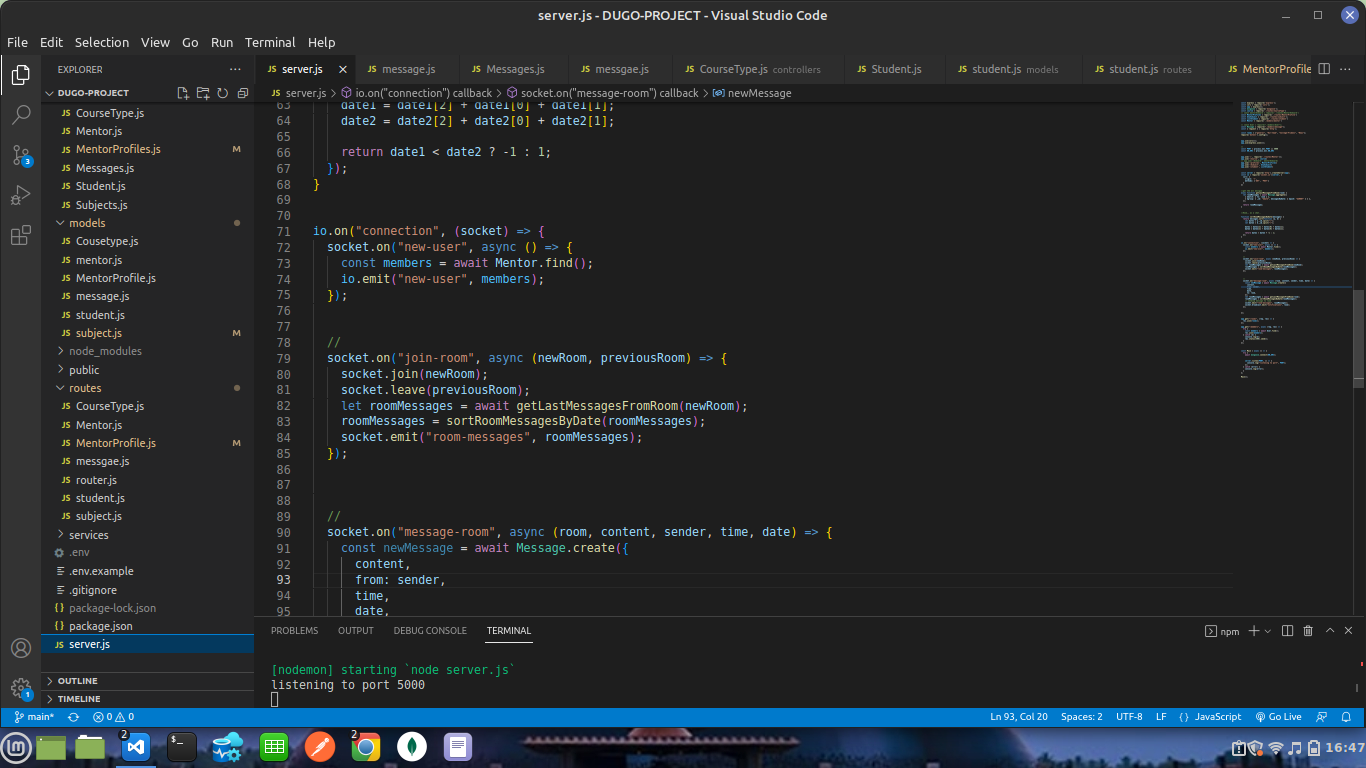 server.js - DUGO-PROJECT - Visual Studio Code
File Edit Selection View Go Run Terminal Help
EXPLORER
DUGO-PROJECT
JS CourseType.js
JS Mentor.js
JS MentorProfiles.js M
JS Messages.js
JS Student.js
JS Subjects.js
models
JS Cousetype.js
JS mentor.js
JS MentorProfile.js
JS message.js
JS student.js
JS subject.js M
node_modules
public
routes
JS CourseType.js
JS Mentor.js
JS MentorProfile.js M
JS messgae.js
JS router.js
JS student.js
JS subject.js
services
.env
.env.example
.gitignore
{} package-lock.json
{} package.json
JS server.js
OUTLINE
TIMELINE
3
1
JS server.js JS message.js JS Messages.js JS messgae.js JS CourseType.js controllers JS Student.js JS student.js models JS student.js routes JS MentorProfile
JS server.js > io.on("connection") callback > socket.on("message-room") callback > newMessage
63 date1 = date1[2] + date1[0] + date1[1];
64 date2 = date2[2] + date2[0] + date2[1];
65
66 return date1 < date2 ? -1 : 1;
67 });
68 }
69
70
71 io.on("connection", (socket) => {
72 socket.on("new-user", async () => {
73 const members = await Mentor.find();
74 io.emit("new-user", members);
75 });
76
77
78 //
79 socket.on("join-room", async (newRoom, previousRoom) => {
80 socket.join(newRoom);
81 socket.leave(previousRoom);
82 let roomMessages = await getLastMessagesFromRoom(newRoom);
83 roomMessages = sortRoomMessagesByDate(roomMessages);
84 socket.emit("room-messages", roomMessages);
85 });
86
87
88
89 //
90 socket.on("message-room", async (room, content, sender, time, date) => {
91 const newMessage = await Message.create({
92 content,
93 from: sender,
94 time,
95 date,
PROBLEMS OUTPUT DEBUG CONSOLE TERMINAL
npm
[nodemon] starting `node server.js`
listening to port 5000
main* 0 0 Ln 93, Col 20 Spaces: 2 UTF-8 LF {} JavaScript Go Live
2 $_ 2 16:47